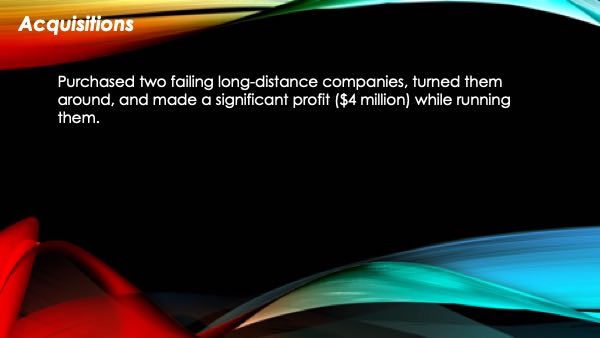 Acquisitions
Purchased two failing long-distance companies, turned them
around, and made a significant profit ($4 million) while running
them.